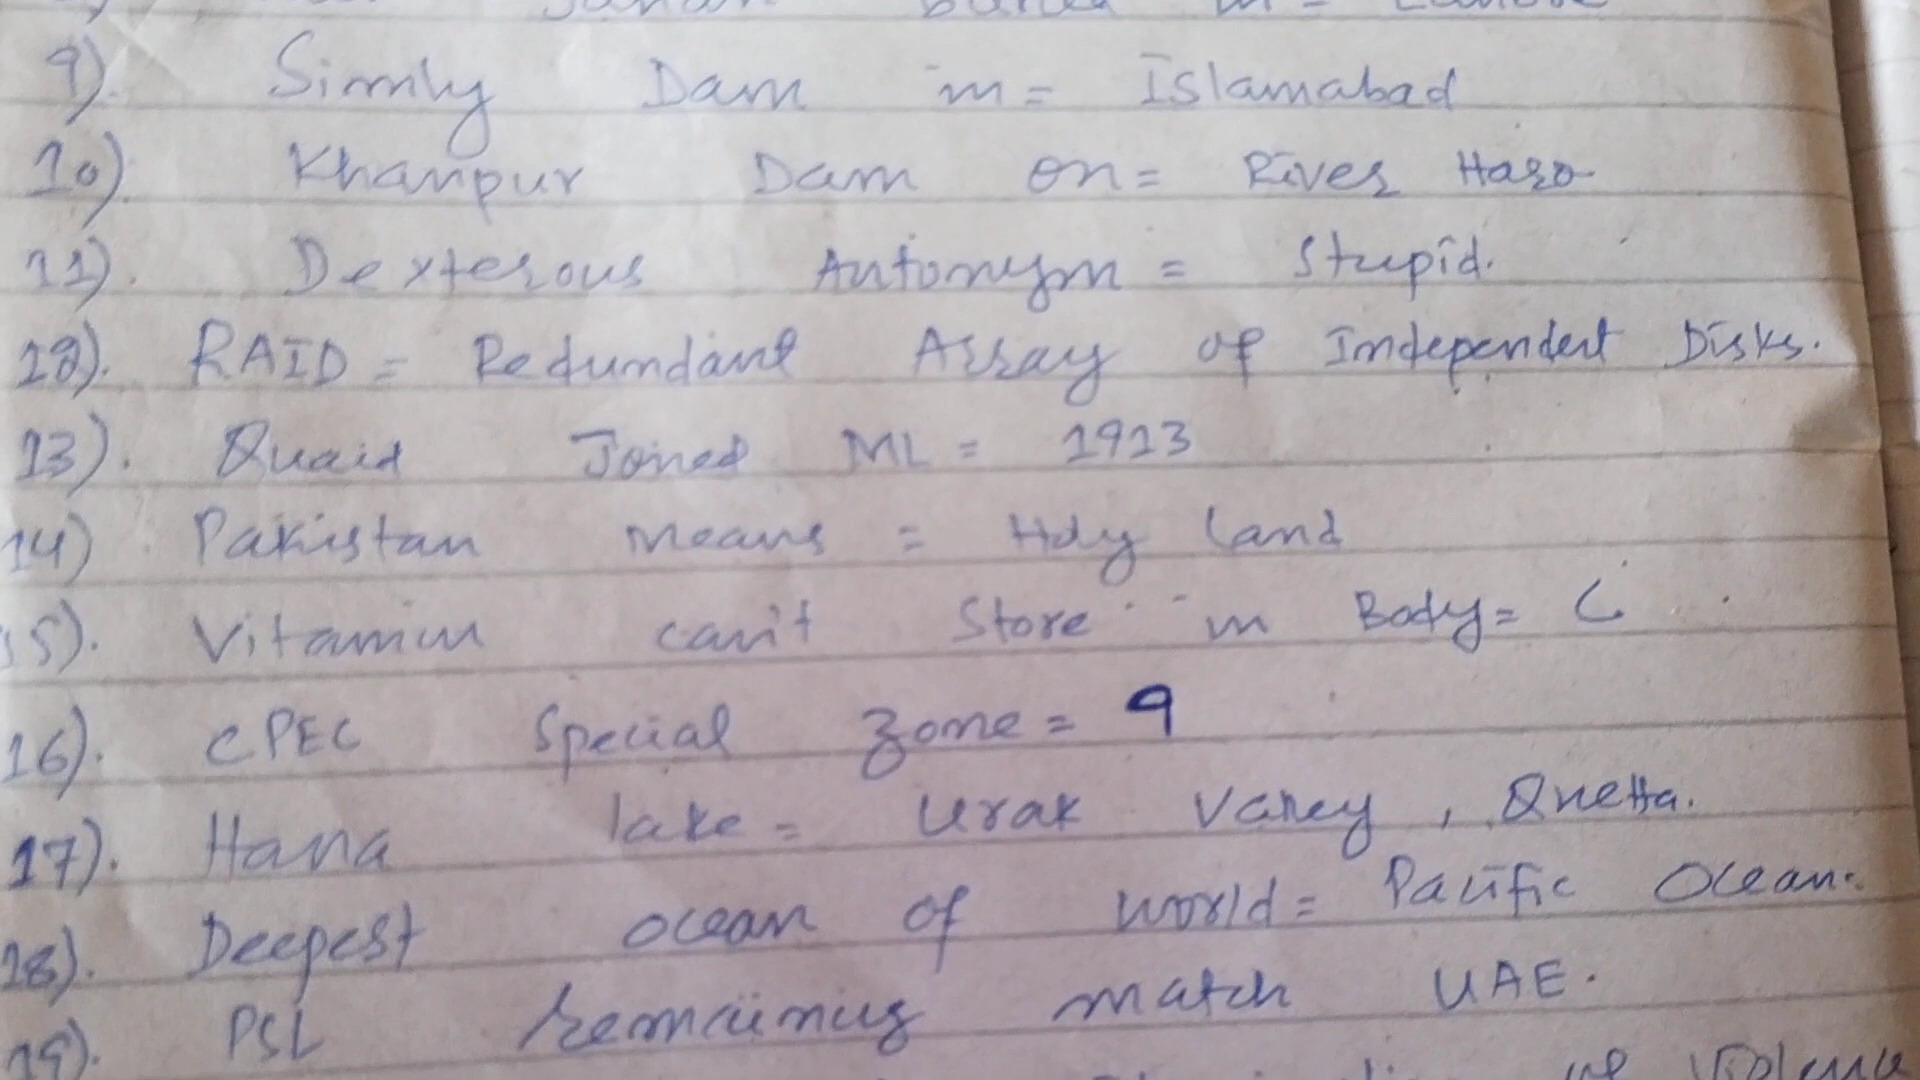 9). Simly Dam in = Islamabad
10) Khanpur Dam on = River Haro
11). Dexterous Antonym = Stupid.
12). RAID = Redundant Array of Independent Disks.
13). Quaid Joined ML = 1913
14) Pakistan means = Holy land
15). Vitamin can't Store in Body = C
16). CPEC Special Zone = 9
17). Hana lake = Urak Valley, Quetta.
18). Deepest ocean of world = Pacific Ocean.
19). PSL remaining match UAE.
of